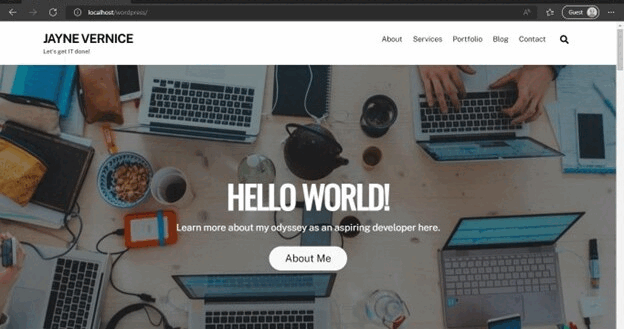 localhost/wordpress/
Guest
JAYNE VERNICE
Let's get IT done!
About Services Portfolio Blog Contact
HELLO WORLD!
Learn more about my odyssey as an aspiring developer here.
About Me